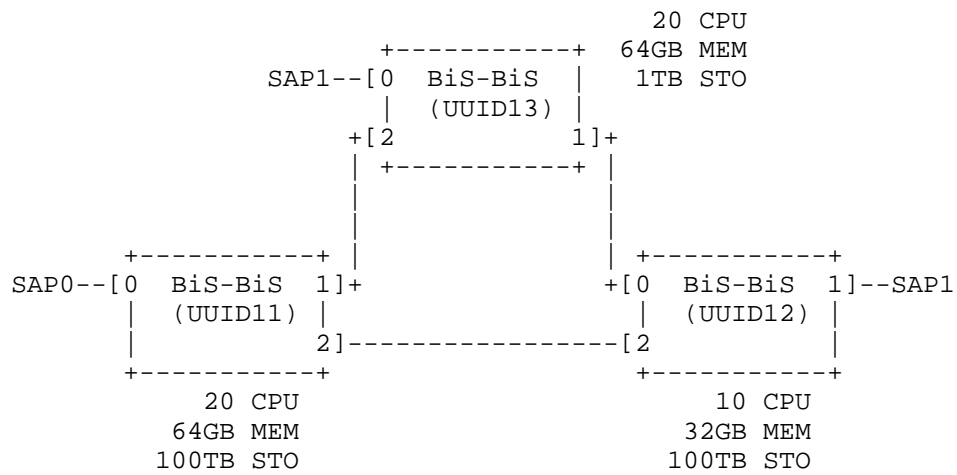 20 CPU
                       +-----------+  64GB MEM
                SAP1--[0  BiS-BiS  |   1TB STO
                       |  (UUID13) |
                     +[2          1]+
                     | +-----------+ |
                     |               |
                     |               |
                     |               |
       +-----------+ |               | +-----------+
SAP0--[0  BiS-BiS  1]+               +[0  BiS-BiS  1]--SAP1
       |  (UUID11) |                   |  (UUID12) |
       |           2]-----------------[2           |
       +-----------+                   +-----------+
            20 CPU                          10 CPU
          64GB MEM                        32GB MEM
         100TB STO                       100TB STO